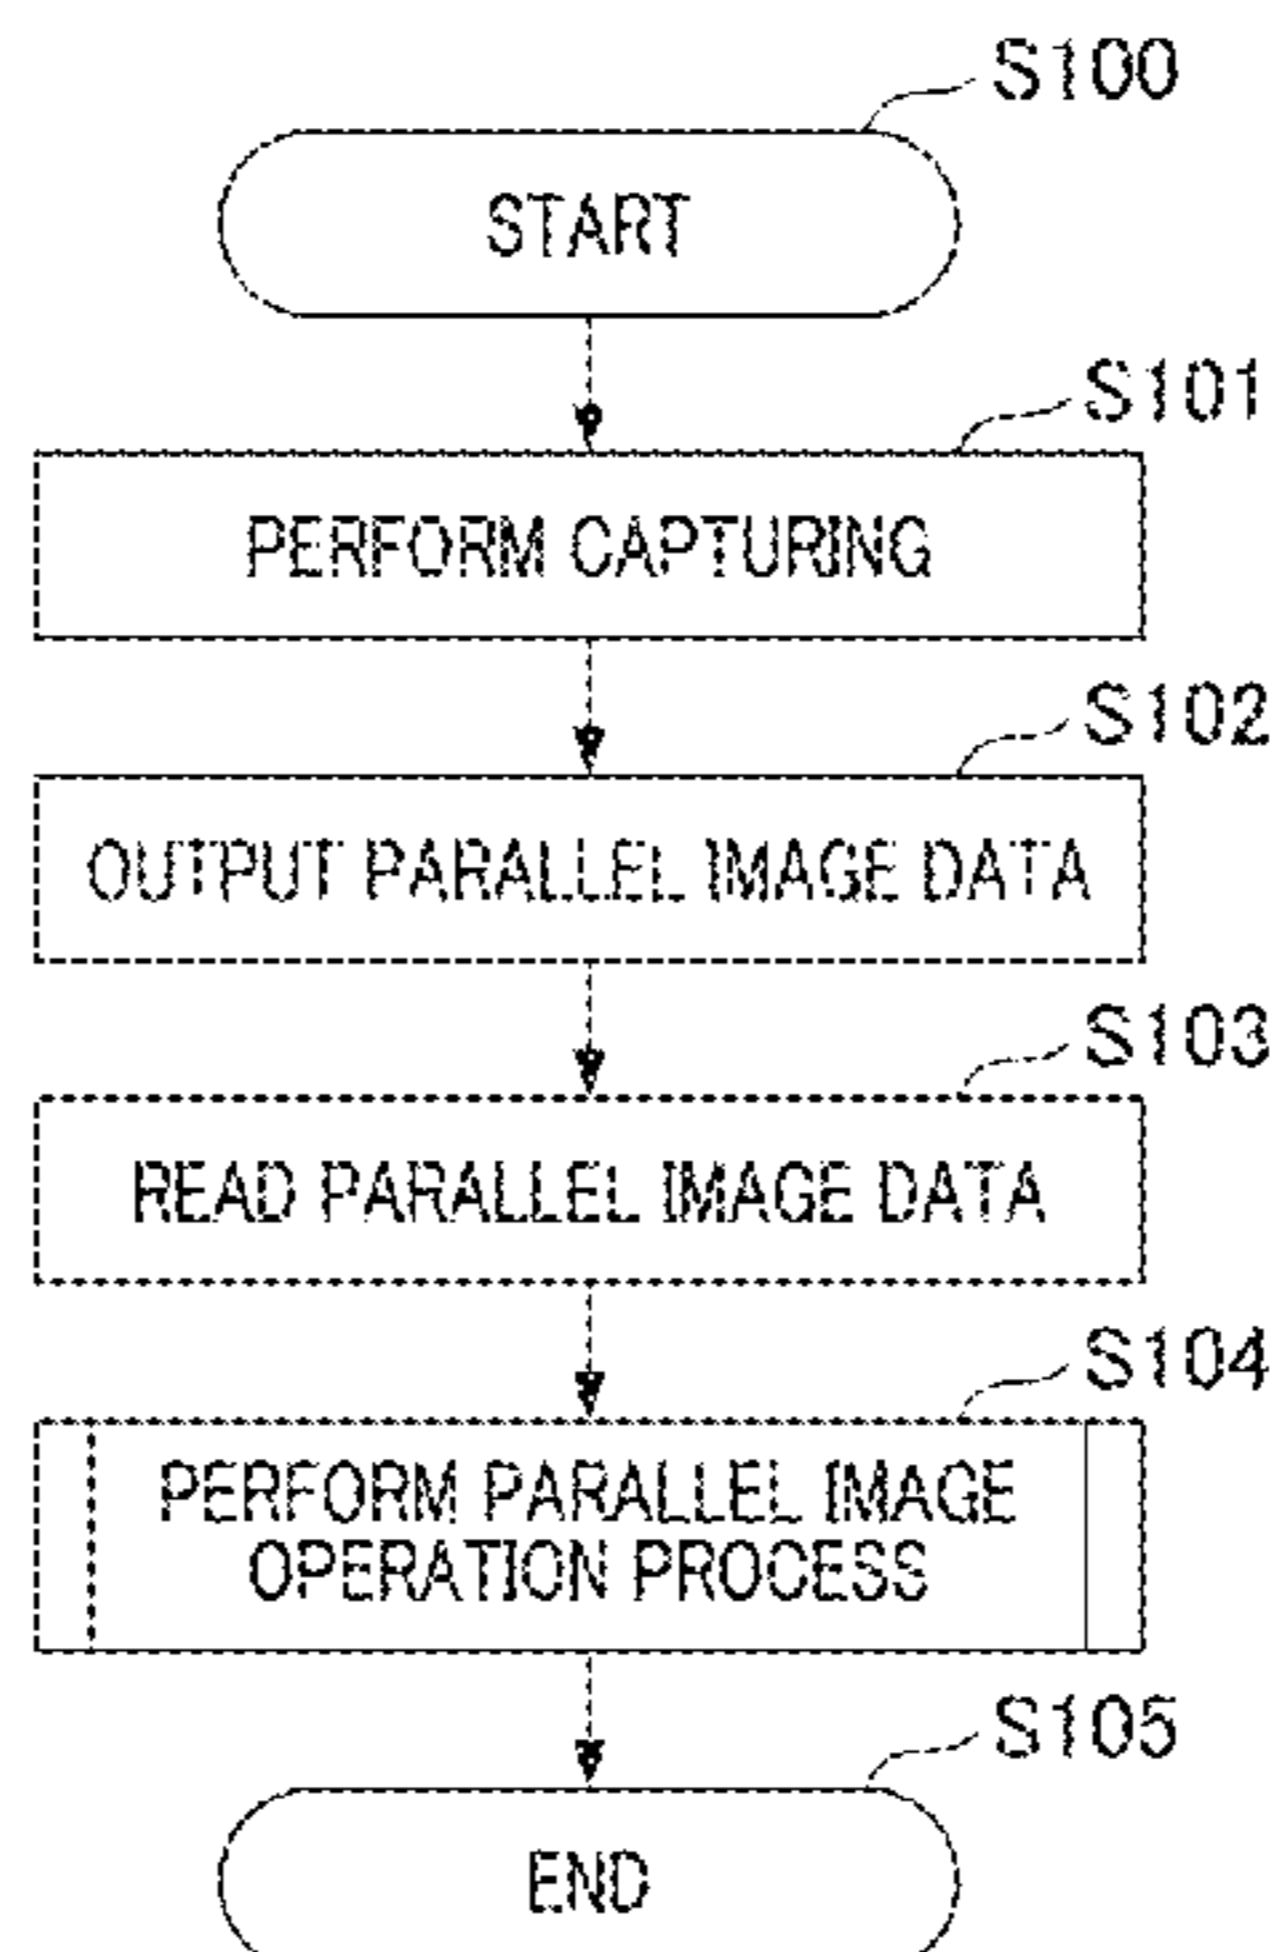 S100
START
S101
PERFORM CAPTURING
S102
OUTPUT PARALLEL IMAGE DATA
S103
READ PARALLEL IMAGE DATA
S104
PERFORM PARALLEL IMAGE
OPERATION PROCESS
S105
END